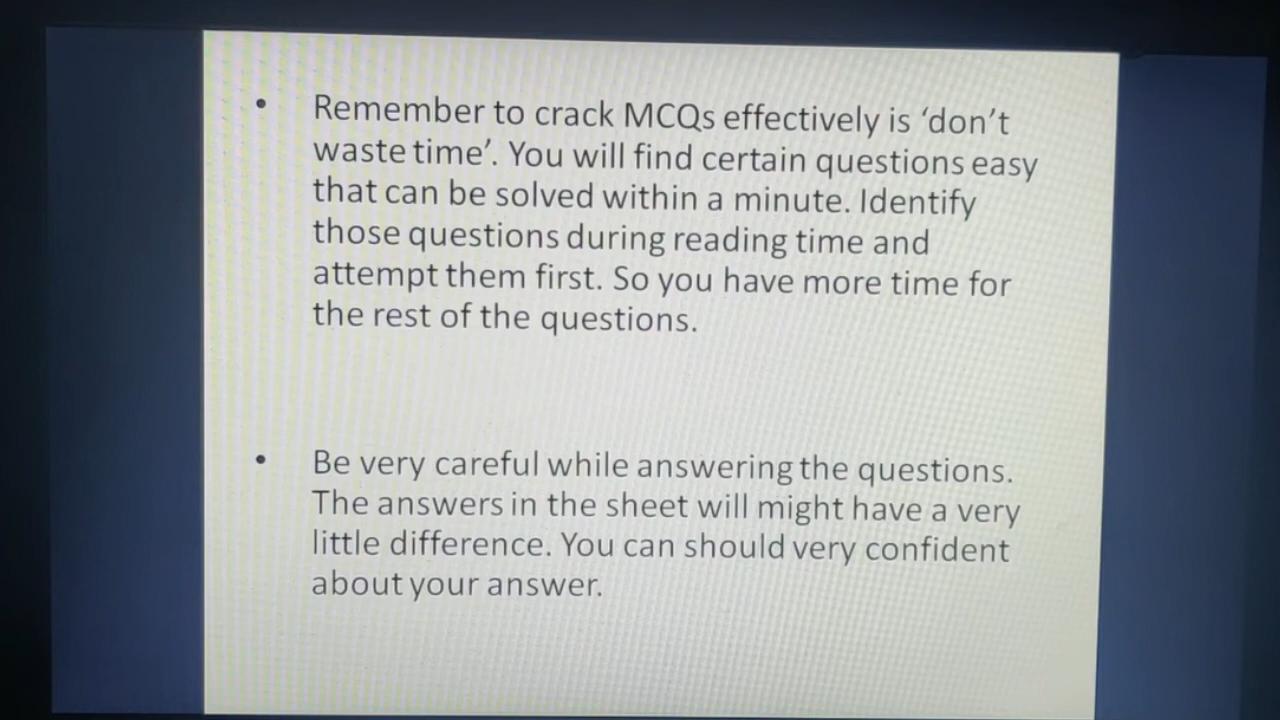 • Remember to crack MCQs effectively is ‘don’t
waste time’. You will find certain questions easy
that can be solved within a minute. Identify
those questions during reading time and
attempt them first. So you have more time for
the rest of the questions.
• Be very careful while answering the questions.
The answers in the sheet will might have a very
little difference. You can should very confident
about your answer.